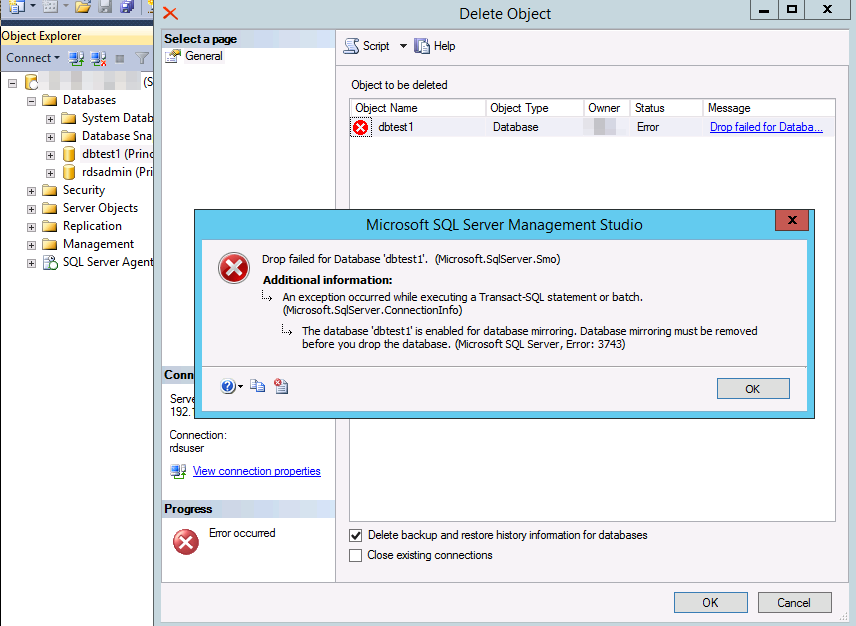 Delete Object
Object Explorer
Connect
(S
Databases
System Datab
Database Sna
dbtest1 (Princ
rdsadmin (Pri
Security
Server Objects
Replication
Management
SQL Server Agent
Select a page
General
Script
Help
Object to be deleted
Object Name Object Type Owner Status Message
dbtest1 Database Error Drop failed for Databa...
Microsoft SQL Server Management Studio
Drop failed for Database 'dbtest1'. (Microsoft.SqlServer.Smo)
Additional information:
An exception occurred while executing a Transact-SQL statement or batch.
(Microsoft.SqlServer.ConnectionInfo)
The database 'dbtest1' is enabled for database mirroring. Database mirroring must be removed
before you drop the database. (Microsoft SQL Server, Error: 3743)
OK
Conn
Serve
192.
Connection:
rdsuser
View connection properties
Progress
Error occurred
Delete backup and restore history information for databases
Close existing connections
OK
Cancel